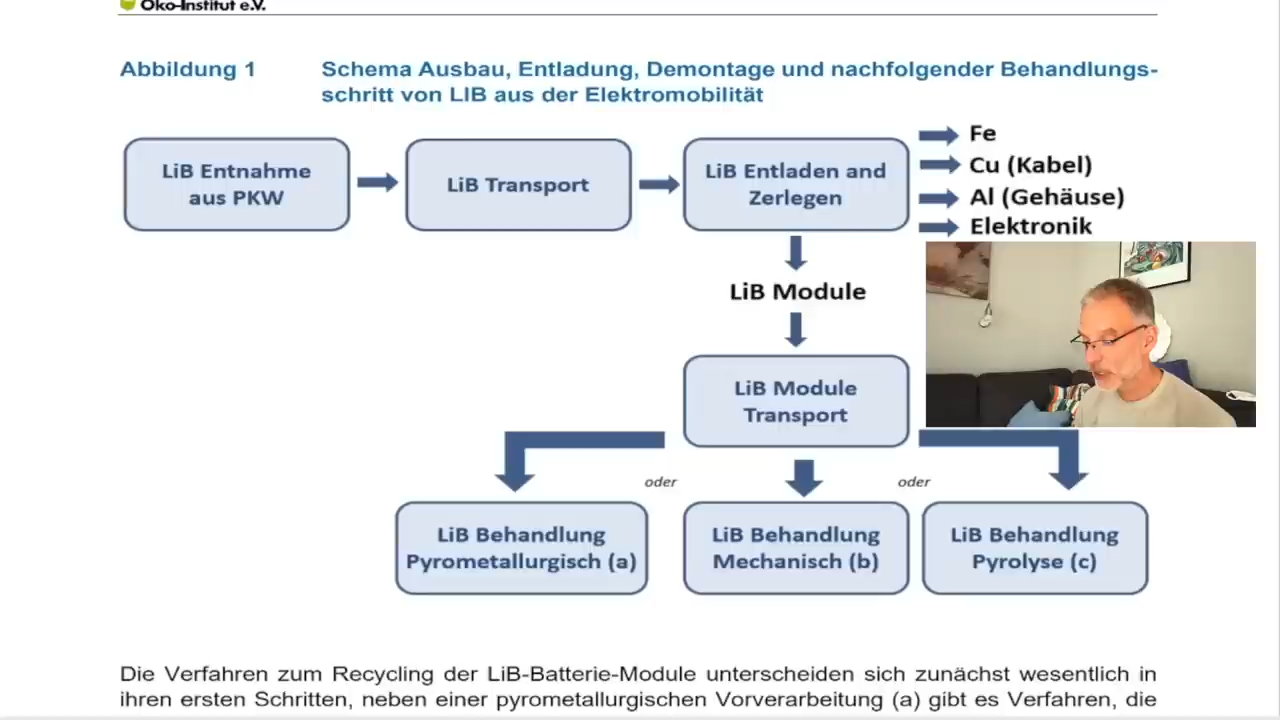 Öko-Institut e.V.
Abbildung 1 Schema Ausbau, Entladung, Demontage und nachfolgender Behandlungs-
schritt von LIB aus der Elektromobilität
LiB Entnahme
aus PKW
LiB Transport
LiB Entladen and
Zerlegen
Fe
Cu (Kabel)
Al (Gehäuse)
Elektronik
LiB Module
LiB Module
Transport
oder
oder
LiB Behandlung
Pyrometallurgisch (a)
LiB Behandlung
Mechanisch (b)
LiB Behandlung
Pyrolyse (c)
Die Verfahren zum Recycling der LiB-Batterie-Module unterscheiden sich zunächst wesentlich in
ihren ersten Schritten, neben einer pyrometallurgischen Vorverarbeitung (a) gibt es Verfahren, die